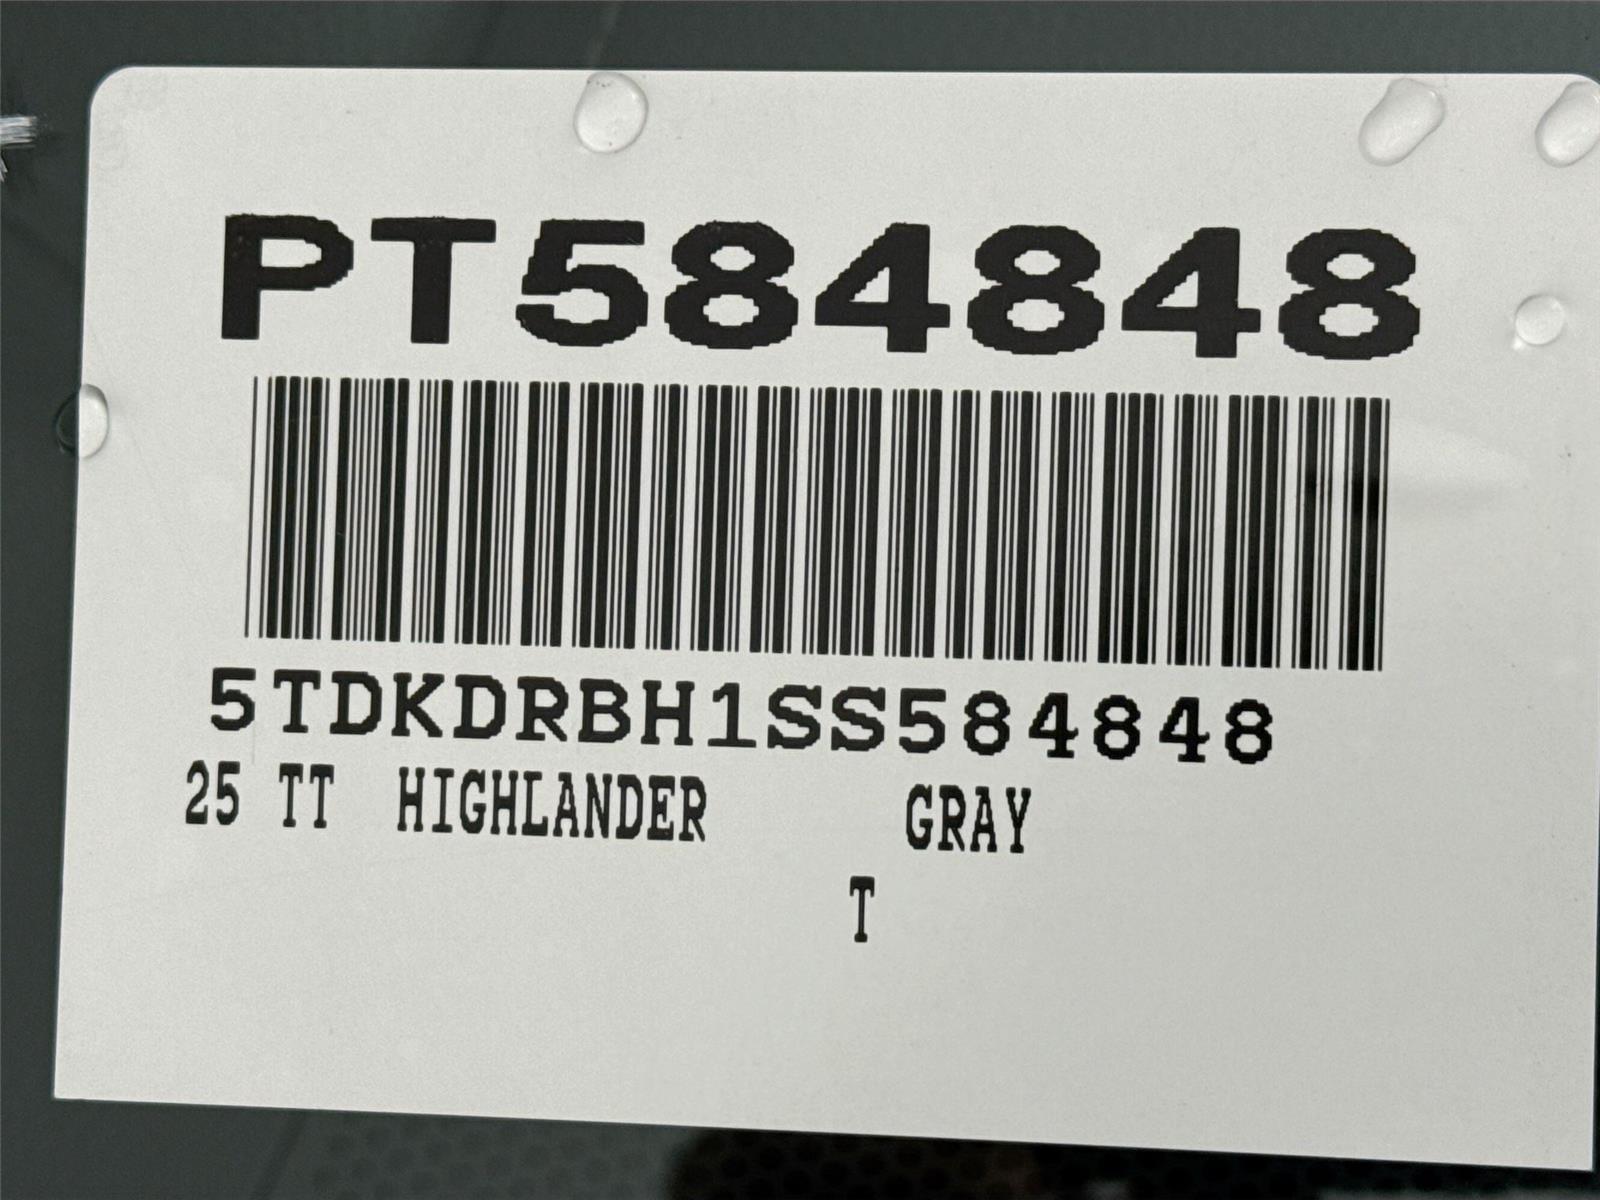 PT584848
5TDKDRBH1SS584848
25 TT HIGHLANDER GRAY
T